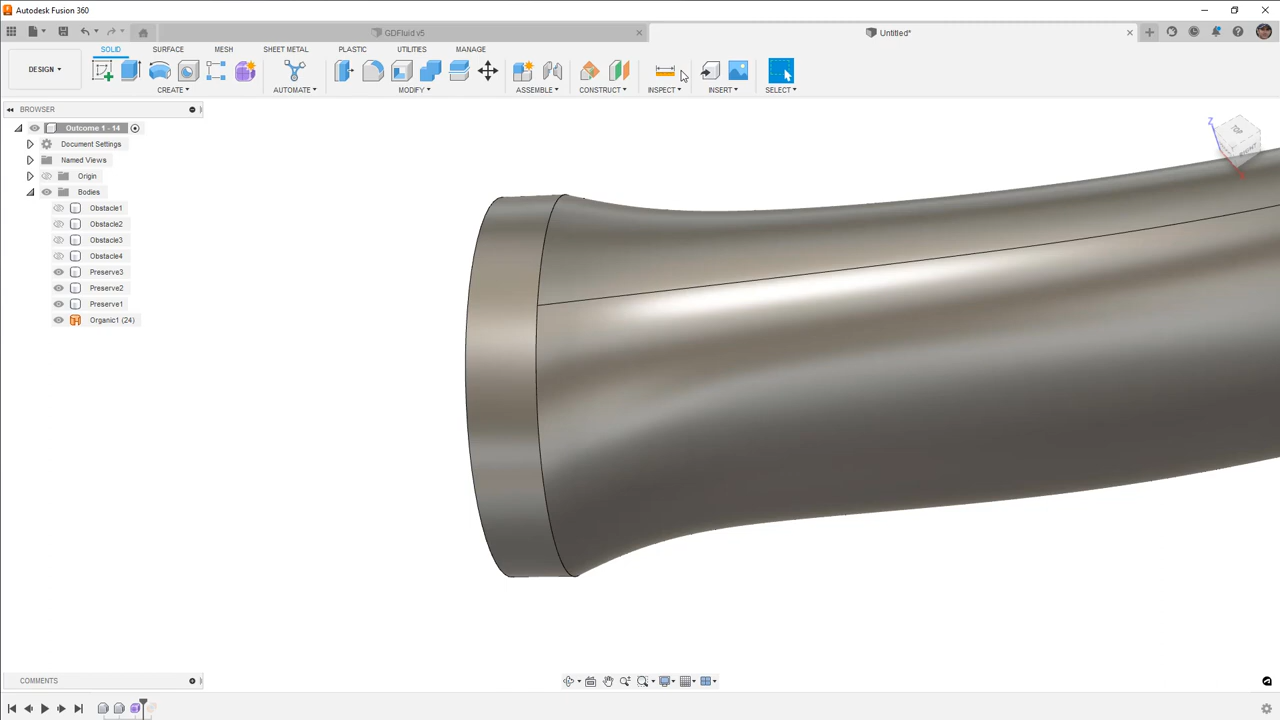 Autodesk Fusion 360
GDFluid v5
Untitled*
SOLID SURFACE MESH SHEET METAL PLASTIC UTILITIES MANAGE
DESIGN
CREATE AUTOMATE MODIFY ASSEMBLE CONSTRUCT INSPECT INSERT SELECT
BROWSER
Outcome 1 - 14
Document Settings
Named Views
Origin
Bodies
Obstacle1
Obstacle2
Obstacle3
Obstacle4
Preserve3
Preserve2
Preserve1
Organic1 (24)
Z
TOP
RIGHT
COMMENTS